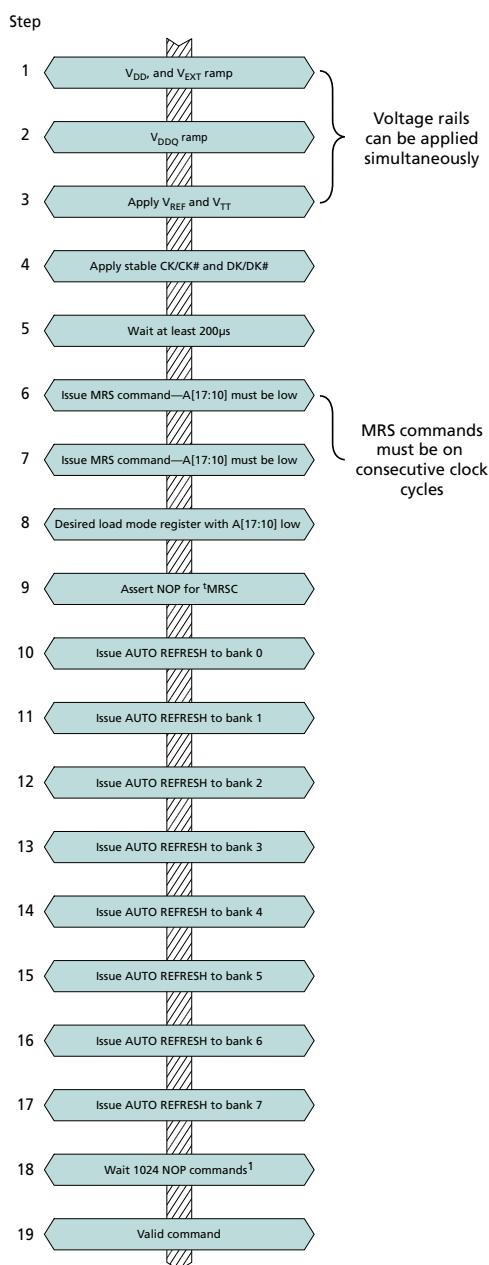 Step
1 V_DD, and V_EXT ramp
2 V_DDQ ramp
3 Apply V_REF and V_TT
Voltage rails
can be applied
simultaneously
4 Apply stable CK/CK# and DK/DK#
5 Wait at least 200µs
6 Issue MRS command—A[17:10] must be low
7 Issue MRS command—A[17:10] must be low
MRS commands
must be on
consecutive clock
cycles
8 Desired load mode register with A[17:10] low
9 Assert NOP for ᵗMRSC
10 Issue AUTO REFRESH to bank 0
11 Issue AUTO REFRESH to bank 1
12 Issue AUTO REFRESH to bank 2
13 Issue AUTO REFRESH to bank 3
14 Issue AUTO REFRESH to bank 4
15 Issue AUTO REFRESH to bank 5
16 Issue AUTO REFRESH to bank 6
17 Issue AUTO REFRESH to bank 7
18 Wait 1024 NOP commands¹
19 Valid command